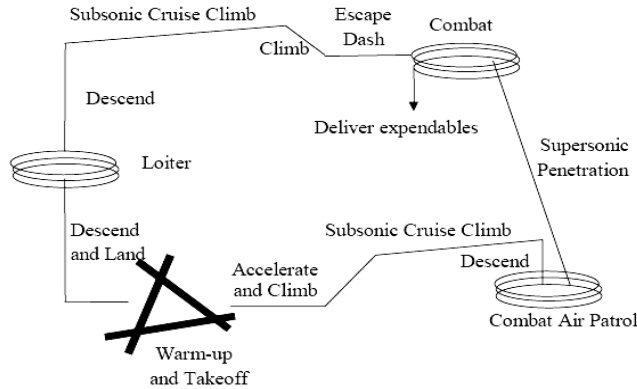 Subsonic Cruise Climb
Escape
Dash
Combat
Climb
Descend
Deliver expendables
Supersonic
Penetration
Loiter
Descend
and Land
Subsonic Cruise Climb
Accelerate
and Climb
Descend
Combat Air Patrol
Warm-up
and Takeoff